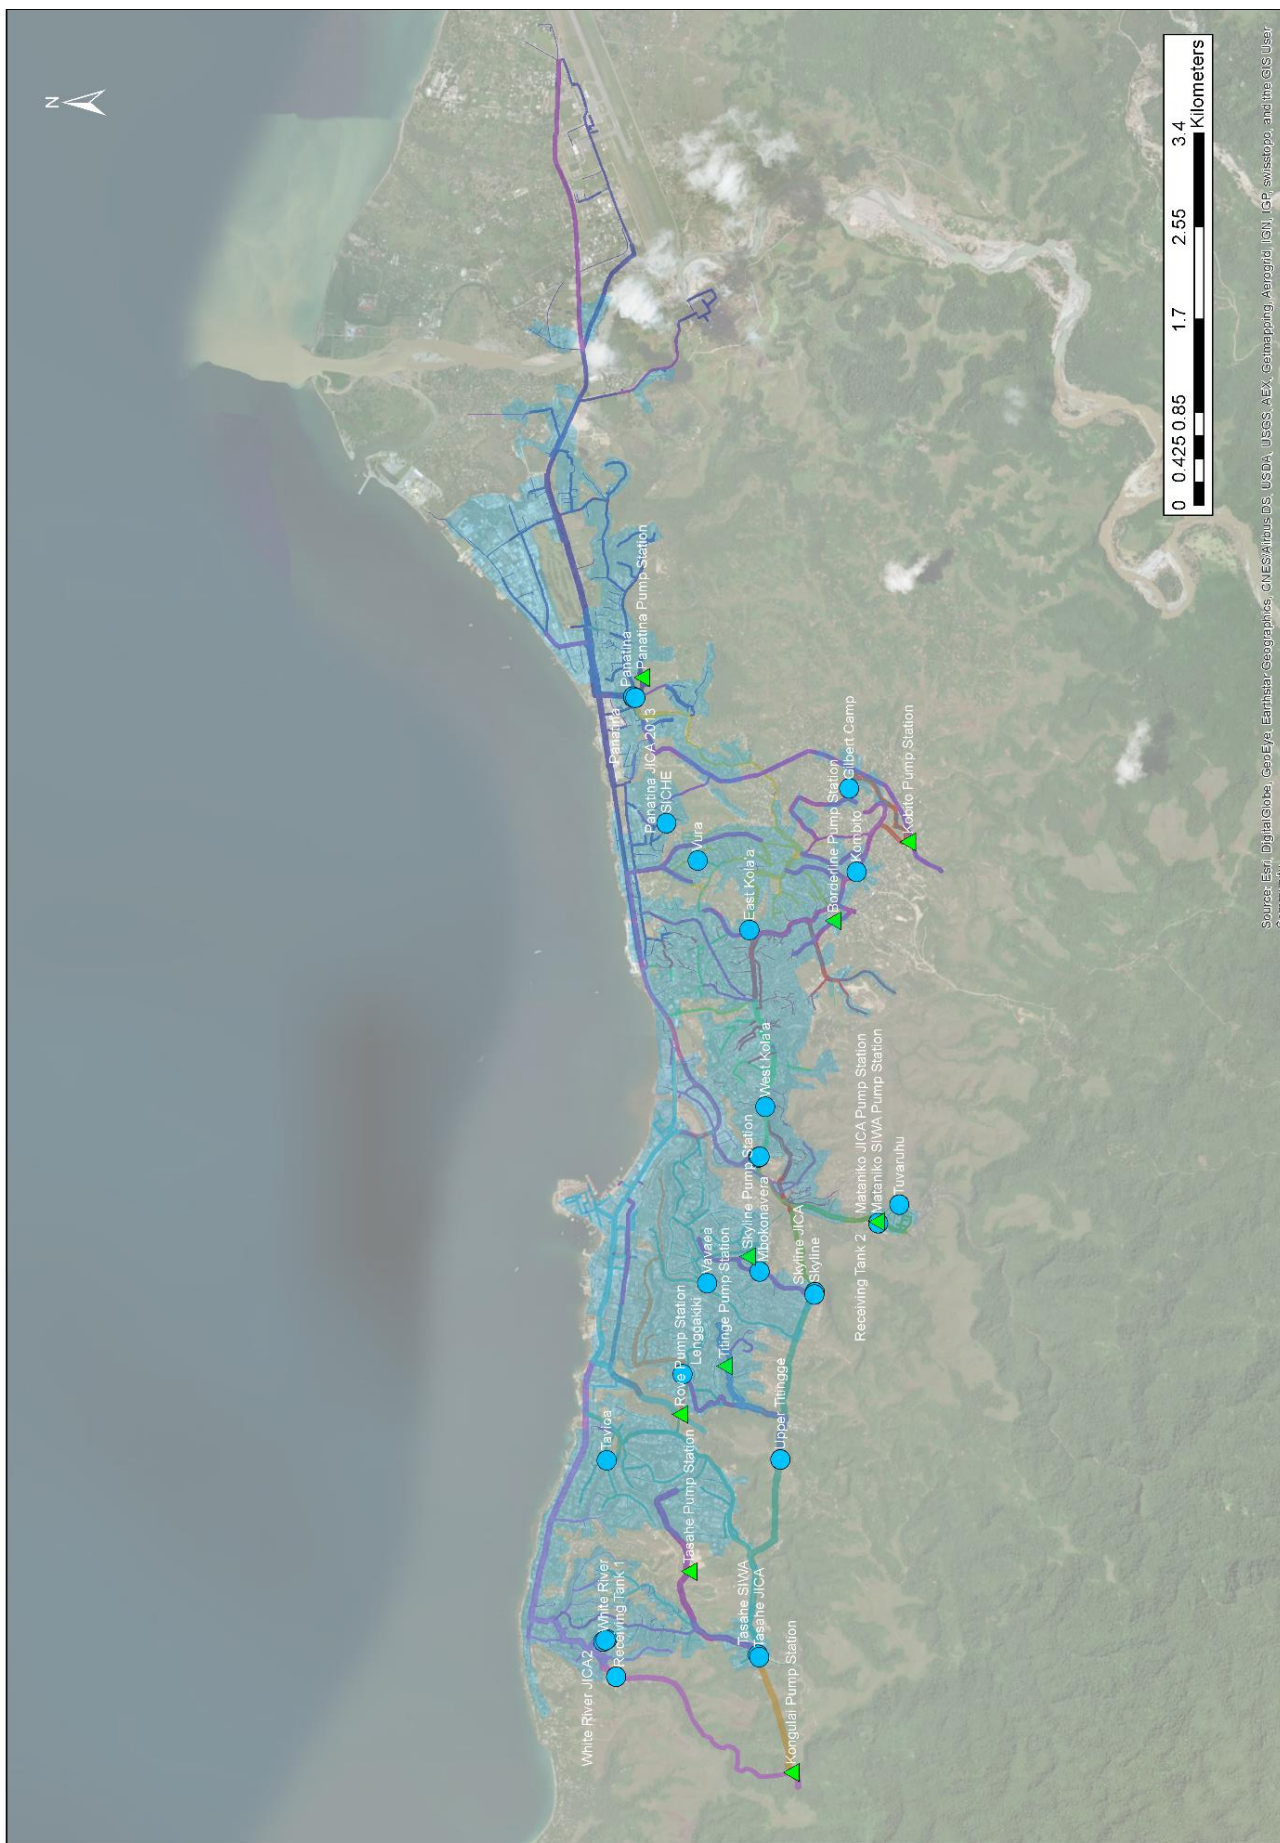 N
0 0.425 0.85 1.7 2.55 3.4
Kilometers
White River JICA2
White River
Receiving Tank 1
Tavioa
Kongulai Pump Station
Tasahe SIWA
Tasahe JICA
Tasahe Pump Station
Rove Pump Station
Lenggakiki
Titinge Pump Station
Upper Titingge
Vavaea
Skyline Pump Station
Mbokonavera
Skyline JICA
Skyline
Receiving Tank 2
Mataniko JICA Pump Station
Mataniko SIWA Pump Station
Tuvaruhu
West Kola'a
East Kola'a
Borderline Pump Station
Kombito
Kobito Pump Station
Gilbert Camp
Vura
SICHE
Panatina JICA 2013
Panatina
Panatina
Panatina Pump Station
Source: Esri, DigitalGlobe, GeoEye, Earthstar Geographics, CNES/Airbus DS, USDA, USGS, AEX, Getmapping, Aerogrid, IGN, IGP, swisstopo, and the GIS User